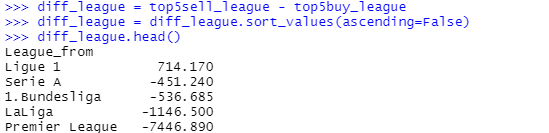 >>> diff_league = top5sell_league - top5buy_league
>>> diff_league = diff_league.sort_values(ascending=False)
>>> diff_league.head()
League_from
Ligue 1            714.170
Serie A           -451.240
1.Bundesliga      -536.685
LaLiga           -1146.500
Premier League   -7446.890